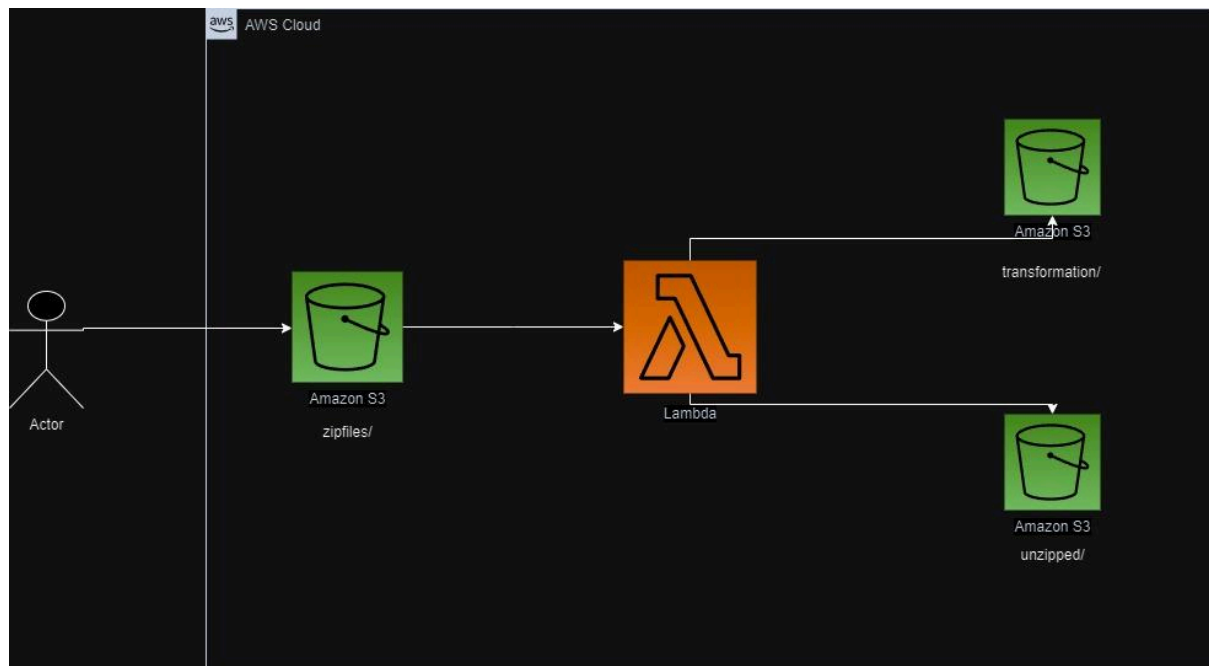 aws
AWS Cloud
Amazon S3
transformation/
Actor
Amazon S3
zipfiles/
Lambda
Amazon S3
unzipped/